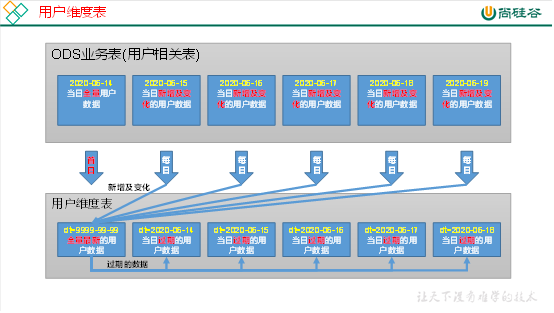 用户维度表
尚硅谷
ODS业务表(用户相关表)
2020-06-14
当日全量用户
数据
2020-06-15
当日新增及变
化的用户数据
2020-06-16
当日新增及变
化的用户数据
2020-06-17
当日新增及变
化的用户数据
2020-06-18
当日新增及变
化的用户数据
2020-06-19
当日新增及变
化的用户数据
首日
每日
每日
每日
每日
每日
新增及变化
用户维度表
dt=9999-99-99
全量最新的用
户数据
dt=2020-06-14
当日过期的用
户数据
dt=2020-06-15
当日过期的用
户数据
dt=2020-06-16
当日过期的用
户数据
dt=2020-06-17
当日过期的用
户数据
dt=2020-06-18
当日过期的用
户数据
过期的数据
让天下没有难学的技术